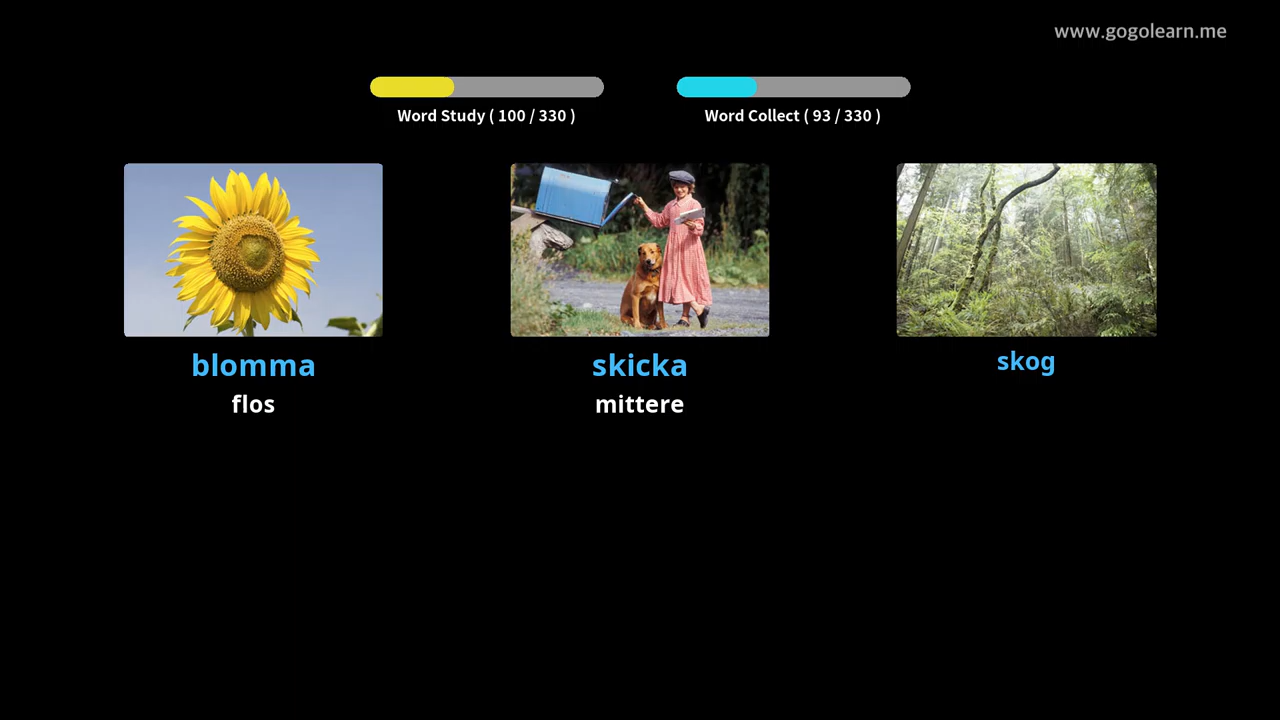 www.gogolearn.me
Word Study ( 100 / 330 )
Word Collect ( 93 / 330 )
blomma
flos
skicka
mittere
skog